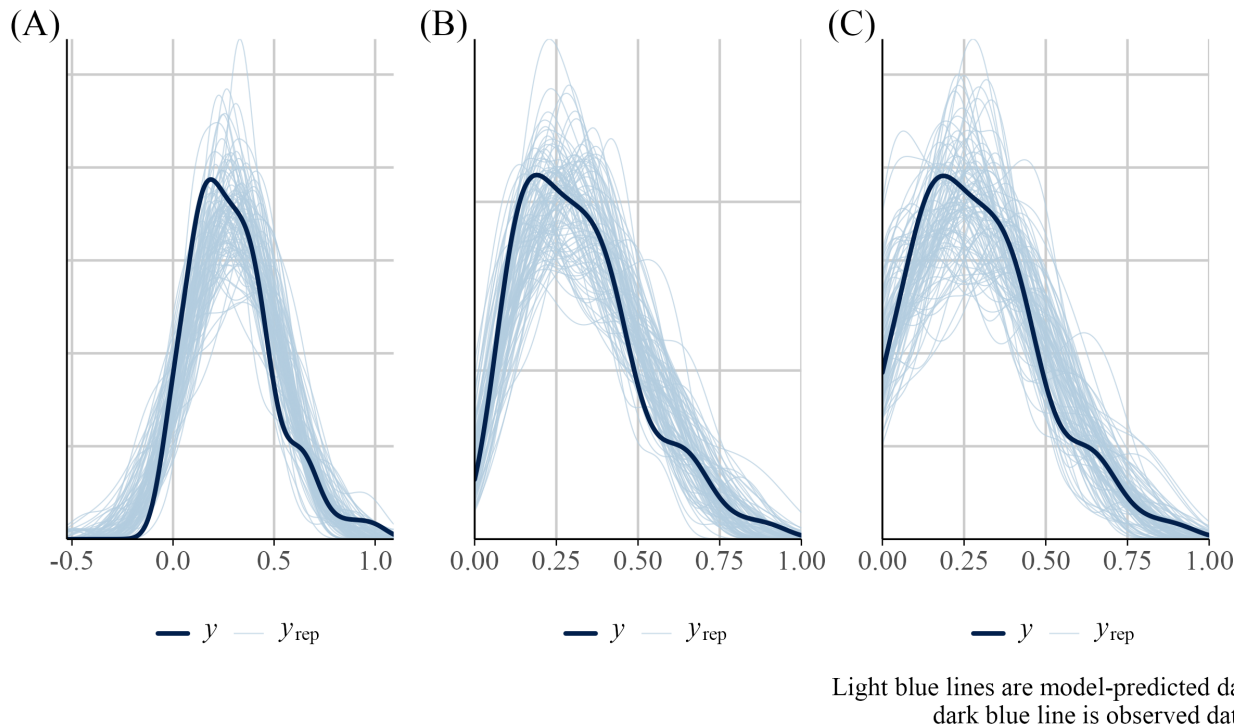 (A) (B) (C)
-0.5 0.0 0.5 1.0 0.00 0.25 0.50 0.75 1.00 0.00 0.25 0.50 0.75 1.00
y yrep y yrep y yrep
Light blue lines are model-predicted da
dark blue line is observed dat